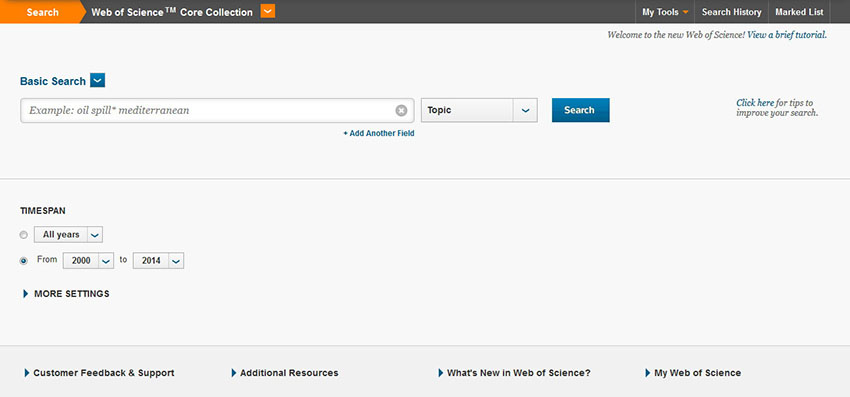 Search Web of Science™ Core Collection My Tools Search History Marked List
Welcome to the new Web of Science! View a brief tutorial.
Basic Search
Example: oil spill* mediterranean Topic Search
Click here for tips to
improve your search.
+ Add Another Field
TIMESPAN
All years
From 2000 to 2014
MORE SETTINGS
Customer Feedback & Support Additional Resources What's New in Web of Science? My Web of Science